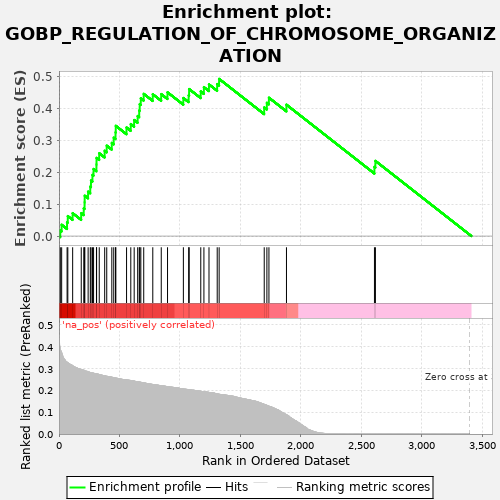 Enrichment plot:
GOBP_REGULATION_OF_CHROMOSOME_ORGANIZ
ATION
Enrichment score (ES)
0.5
0.4
0.3
0.2
0.1
0.0
'na_pos' (positively correlated)
Ranked list metric (PreRanked)
0.5
0.4
0.3
0.2
0.1
0.0
Zero cross at
0 500 1,000 1,500 2,000 2,500 3,000 3,500
Rank in Ordered Dataset
Enrichment profile Hits Ranking metric scores